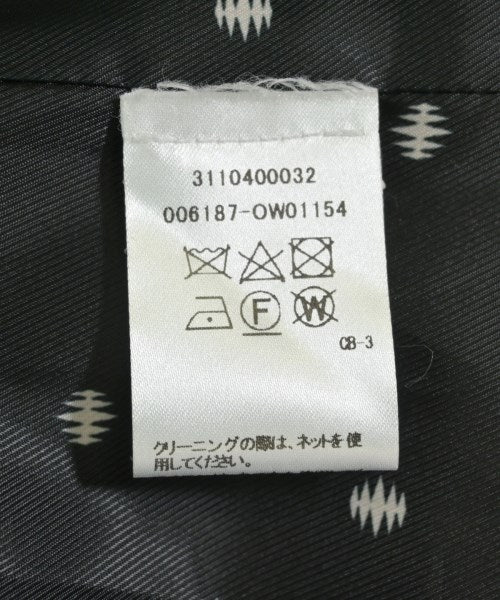 3110400032
006187-OW01154
F W
CB-3
クリーニングの際は、ネットを使
用してください。